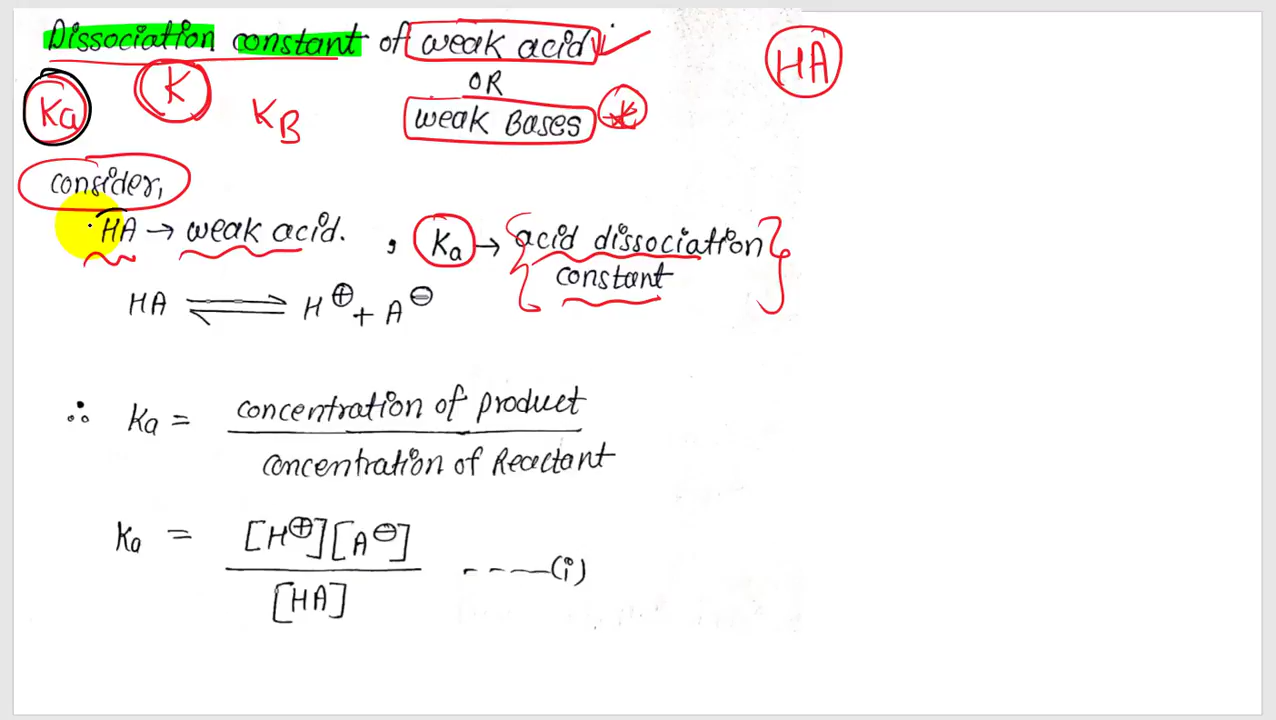 Dissociation constant of weak acid
HA
OR
Ka K KB weak Bases
consider,
HA → weak acid. , Ka → {acid dissociation
constant}
HA ⇌ H⊕ + A⊖
∴ Ka = concentration of product
concentration of Reactant
Ka = [H⊕][A⊖]
[HA] -----(i)